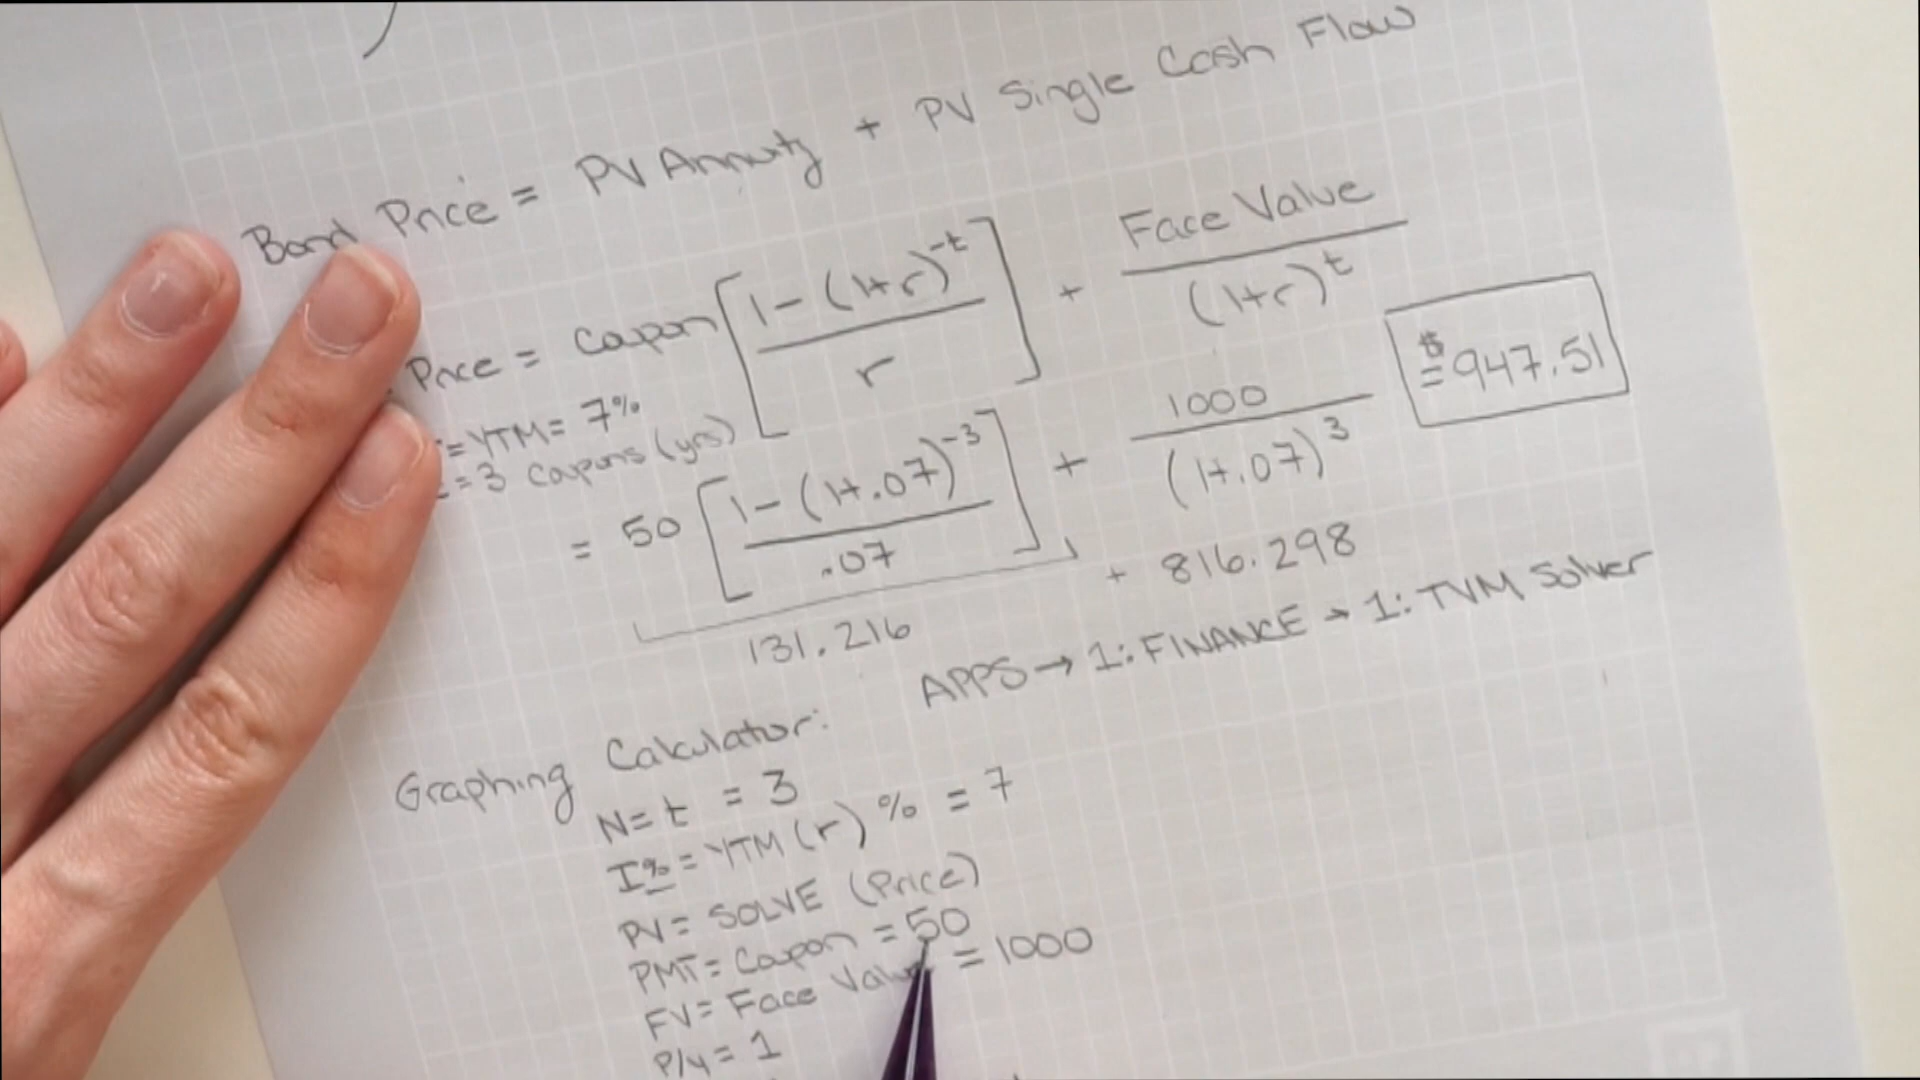 Bond Price = PV Annuity + PV Single Cash Flow
Price = Coupon [ 1-(1+r)^-t / r ] + Face Value / (1+r)^t
=YTM= 7%
=3 Coupons (yrs)
= 50 [ 1-(1+.07)^-3 / .07 ] + 1000 / (1+.07)^3 = $947.51
131.216 + 816.298
APPS → 1: FINANCE → 1: TVM Solver
Graphing Calculator:
N= t = 3
I% = YTM (r) % = 7
PV= SOLVE (Price)
PMT= Coupon = 50
FV= Face Value = 1000
P/y = 1